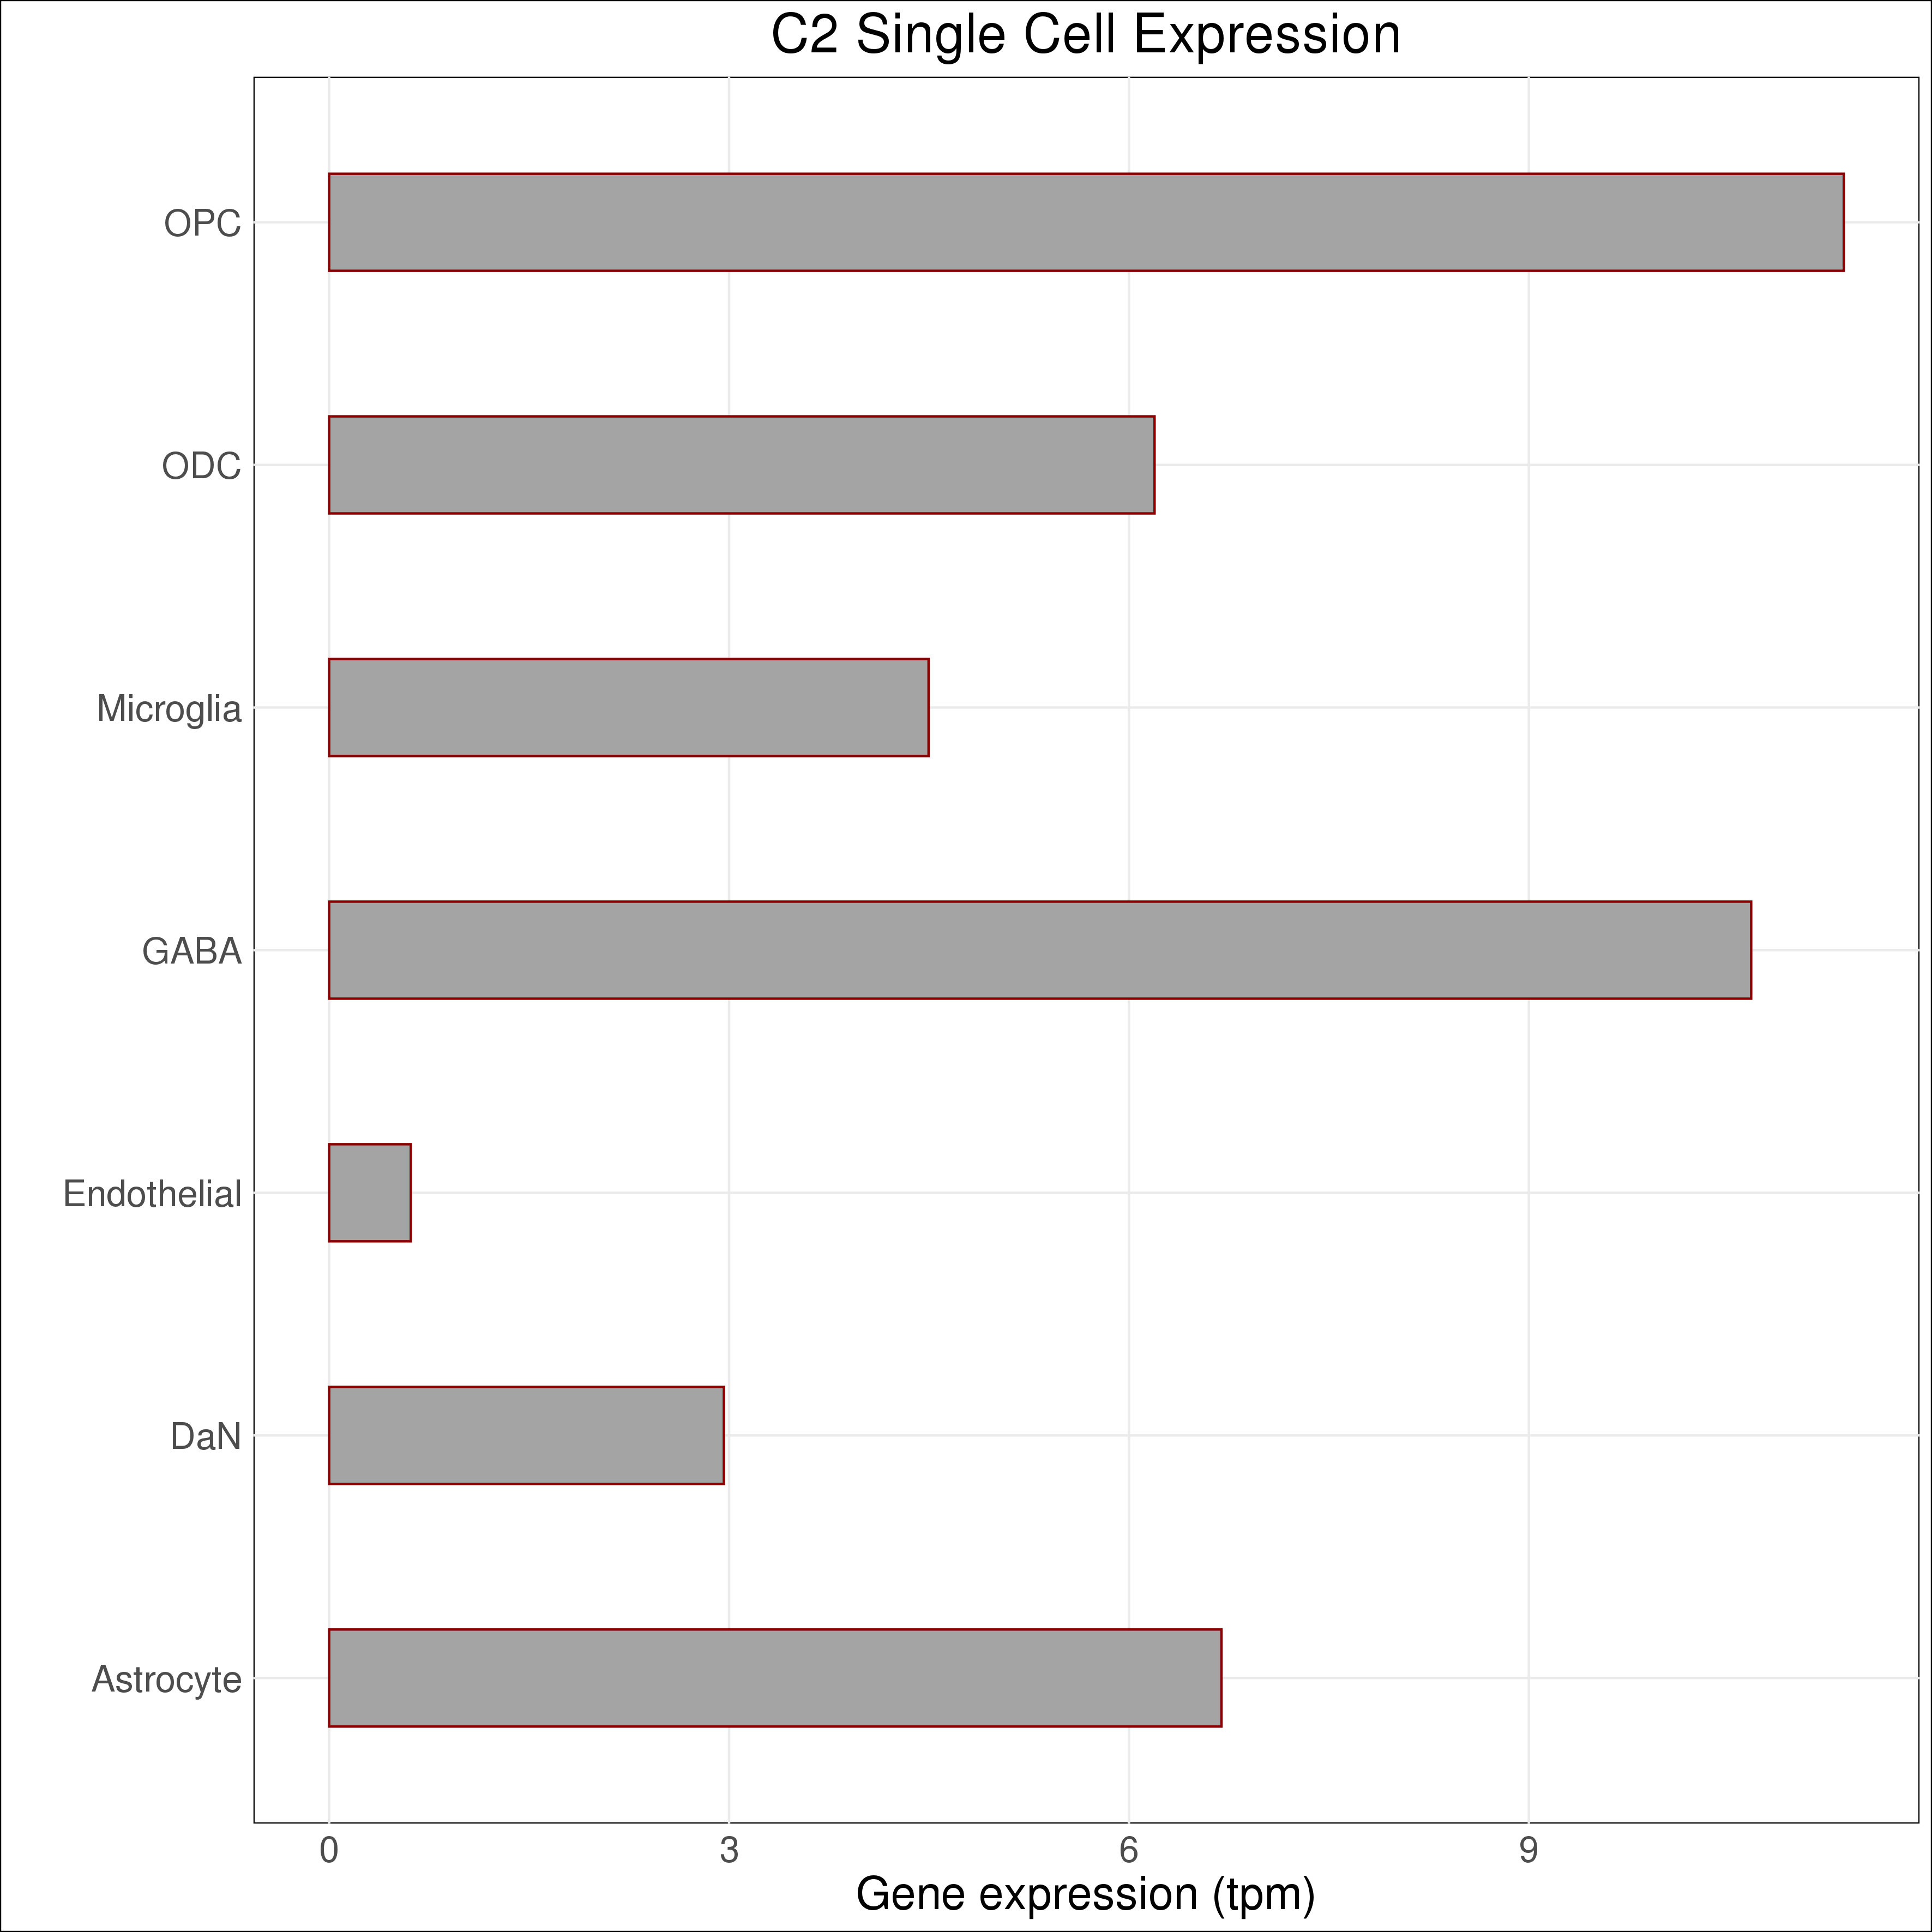 C2 Single Cell Expression
OPC
ODC
Microglia
GABA
Endothelial
DaN
Astrocyte
0 3 6 9
Gene expression (tpm)